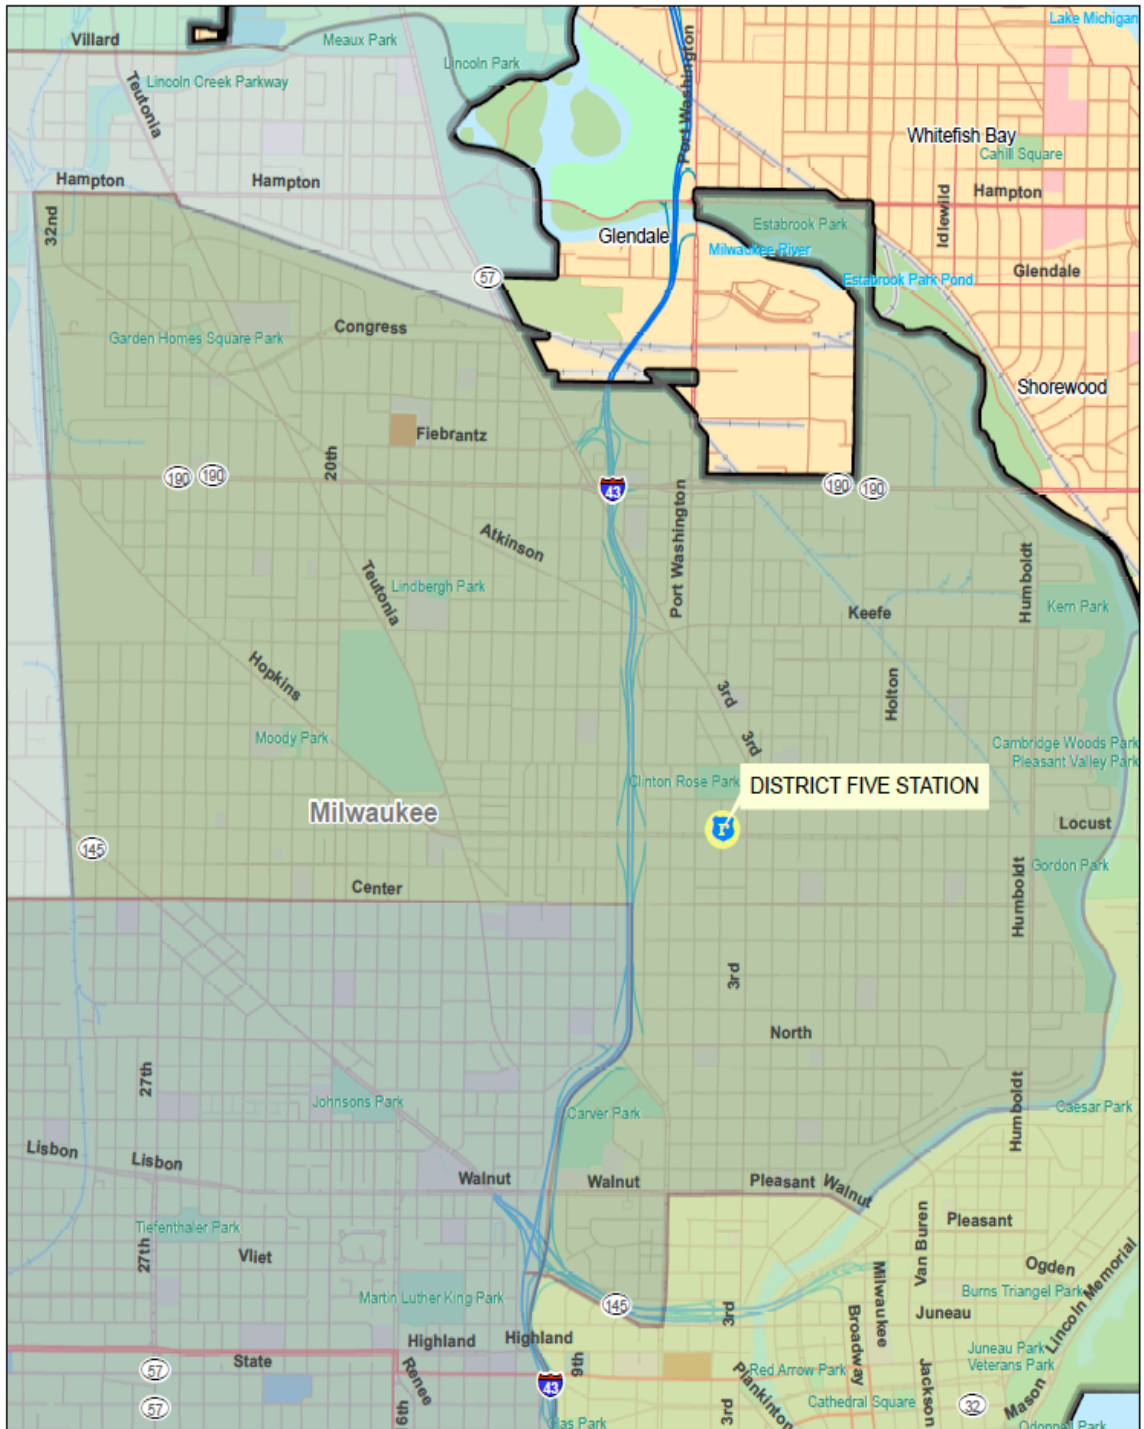 Lake Michigan
Villard
Meaux Park
Port Washington
Lincoln Park
Lincoln Creek Parkway
Teutonia
Whitefish Bay
Cahill Square
Hampton
Hampton
Hampton
Idlewild
32nd
Estabrook Park
Glendale
Milwaukee River
57
Estabrook Park Pond
Glendale
Congress
Garden Homes Square Park
Shorewood
Fiebrantz
20th
190
190
43
190
190
Port Washington
Atkinson
Teutonia
Lindbergh Park
Humboldt
Kern Park
Keefe
Hopkins
3rd
Holton
Moody Park
3rd
Cambridge Woods Park
Pleasant Valley Park
Clinton Rose Park
DISTRICT FIVE STATION
Milwaukee
Locust
145
Gordon Park
Center
Humboldt
3rd
North
27th
Johnsons Park
Carver Park
Humboldt
Caesar Park
Lisbon
Lisbon
Walnut
Walnut
Pleasant
Walnut
Tiefenthaler Park
Van Buren
Pleasant
27th
Vliet
Ogden
Milwaukee
Burns Triangel Park
Lincoln Memorial
Martin Luther King Park
145
3rd
Juneau
Broadway
Highland
Highland
Juneau Park
Veterans Park
State
57
Renee
43
9th
Red Arrow Park
Plankinton
Jackson
Cathedral Square
Mason
32
57
6th
3rd
Odonnell Park